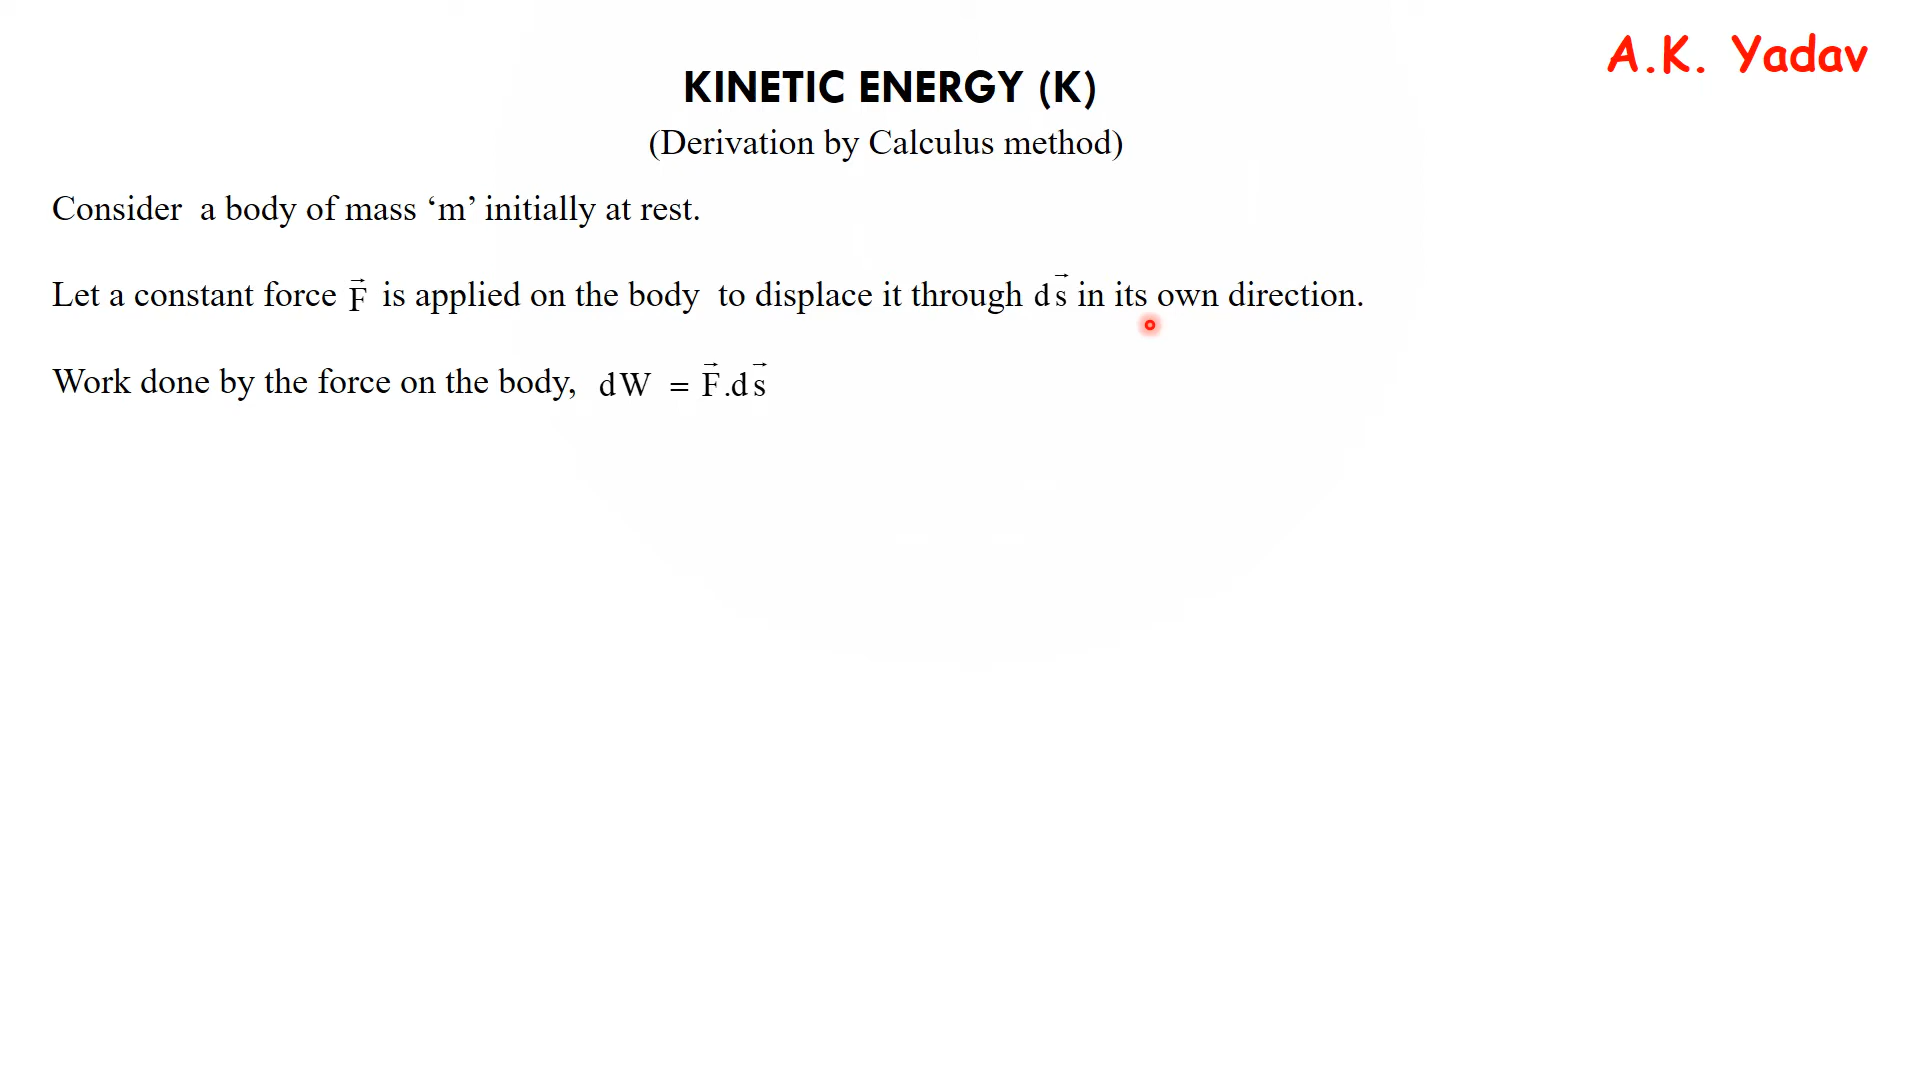 A.K. Yadav
KINETIC ENERGY (K)
(Derivation by Calculus method)
Consider a body of mass ‘m’ initially at rest.
Let a constant force F⃗ is applied on the body to displace it through ds⃗ in its own direction.
Work done by the force on the body, dW = F⃗.ds⃗